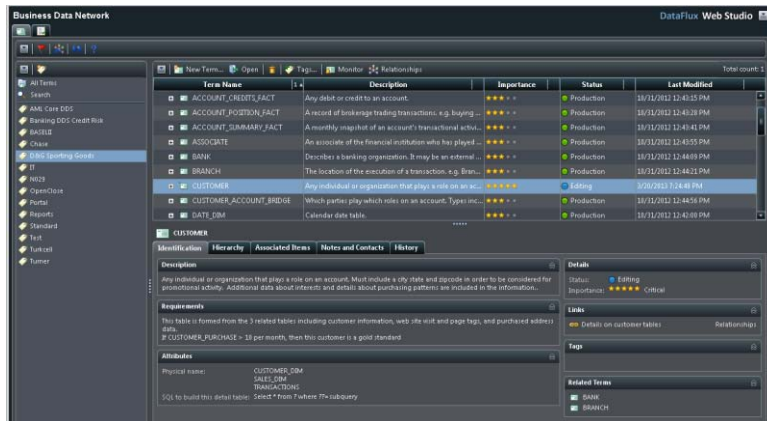 Business Data Network
DataFlux Web Studio
New Term... Open Tags... Monitor Relationships
Total count: 1
All Terms
Search
AML Core DDS
Banking DDS Credit Risk
BASELII
Chase
D&G Sporting Goods
IT
N029
OpenClose
Portal
Reports
Standard
Test
Turkcell
Turner
Term Name 1 Description Importance Status Last Modified
ACCOUNT_CREDITS_FACT Any debit or credit to an account. Production 10/31/2012 12:43:15 PM
ACCOUNT_POSITION_FACT A record of brokerage trading transactions. e.g. buying ... Production 10/31/2012 12:43:28 PM
ACCOUNT_SUMMARY_FACT A monthly snapshot of an account's transactional activi... Production 10/31/2012 12:43:41 PM
ASSOCIATE An associate of the financial institution who has played ... Production 10/31/2012 12:43:55 PM
BANK Describes a banking organization. It may be an external ... Production 10/31/2012 12:44:09 PM
BRANCH The location of the execution of a transaction. e.g. Bran... Production 10/31/2012 12:44:21 PM
CUSTOMER Any individual or organization that plays a role on an ac... Editing 3/20/2013 7:24:48 PM
CUSTOMER_ACCOUNT_BRIDGE Which parties play which roles on an account. Types inc... Production 10/31/2012 12:44:56 PM
DATE_DIM Calendar date table. Production 10/31/2012 12:42:00 PM
CUSTOMER
Identification Hierarchy Associated Items Notes and Contacts History
Description
Any individual or organization that plays a role on an account. Must include a city state and zipcode in order to be considered for
promotional activity. Additional data about interests and details about purchasing patterns are included in the information..
Requirements
This table is formed from the 3 related tables including customer information, web site visit and page tags, and purchased address
data.
If CUSTOMER_PURCHASE > 10 per month, then this customer is a gold standard
Attributes
Physical name: CUSTOMER_DIM
SALES_DIM
TRANSACTIONS
SQL to build this detail table: Select * from ? where ??= subquery
Details
Status: Editing
Importance: Critical
Links
Details on customer tables Relationships
Tags
Related Terms
BANK
BRANCH